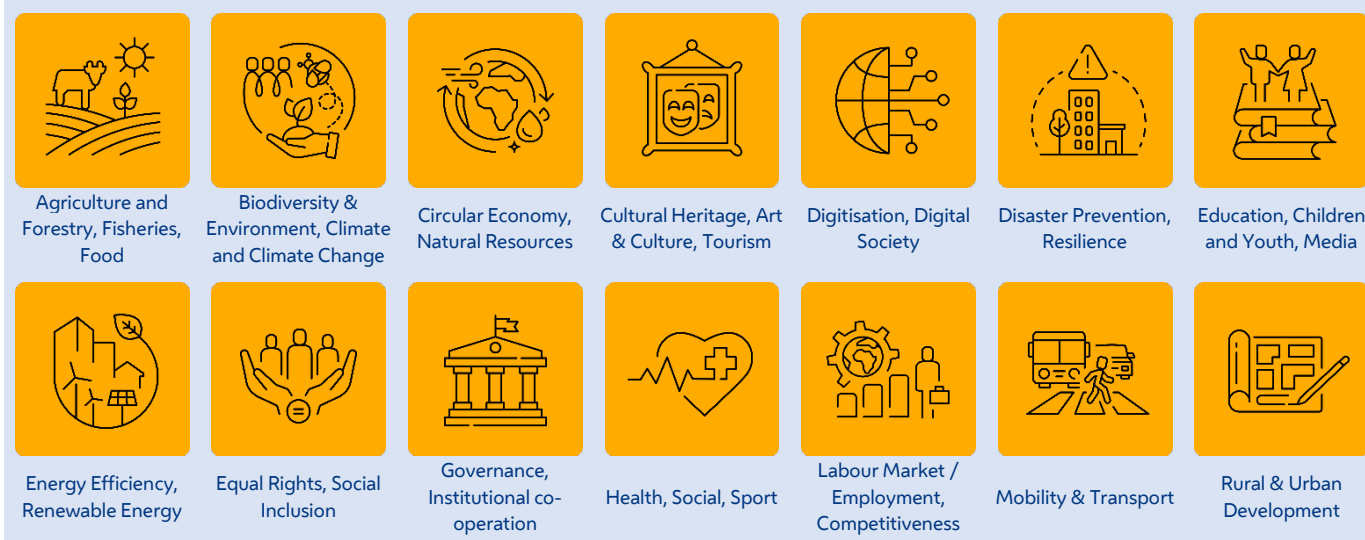 Agriculture and
Forestry, Fisheries,
Food
Biodiversity &
Environment, Climate
and Climate Change
Circular Economy,
Natural Resources
Cultural Heritage, Art
& Culture, Tourism
Digitisation, Digital
Society
Disaster Prevention,
Resilience
Education, Children
and Youth, Media
Energy Efficiency,
Renewable Energy
Equal Rights, Social
Inclusion
Governance,
Institutional co-
operation
Health, Social, Sport
Labour Market /
Employment,
Competitiveness
Mobility & Transport
Rural & Urban
Development